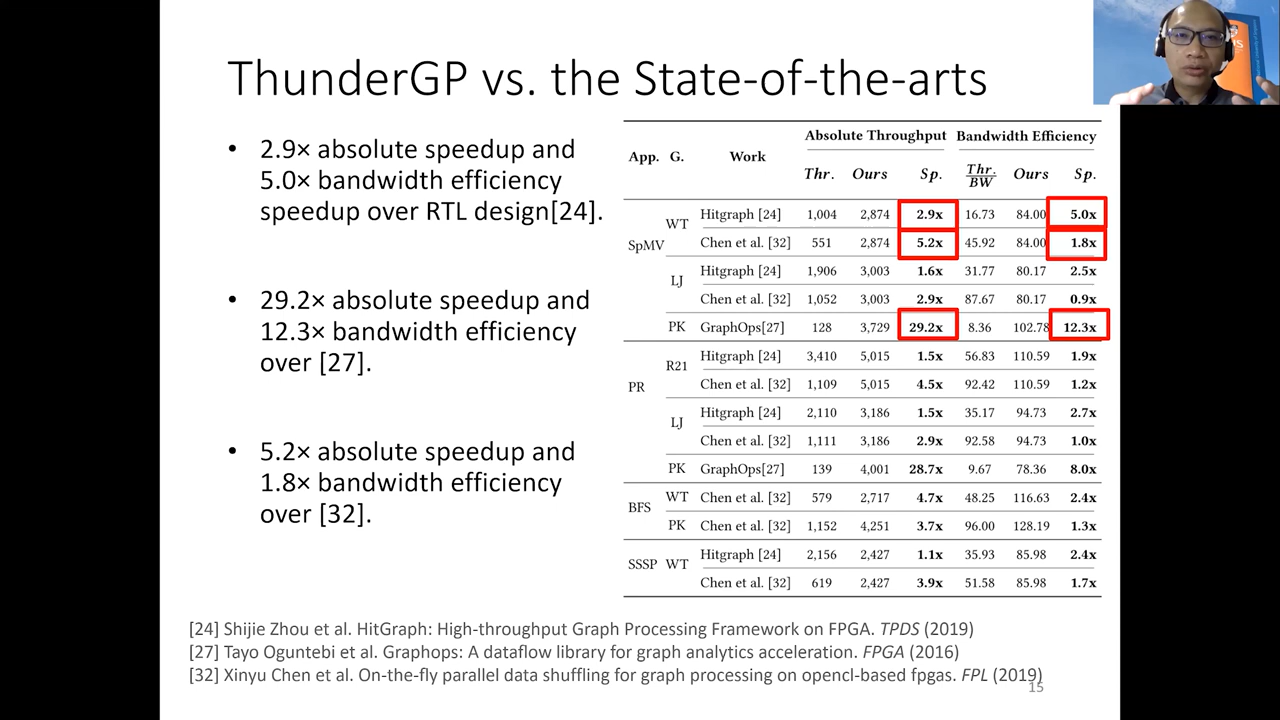 ThunderGP vs. the State-of-the-arts
• 2.9× absolute speedup and
5.0× bandwidth efficiency
speedup over RTL design[24].
• 29.2× absolute speedup and
12.3× bandwidth efficiency
over [27].
• 5.2× absolute speedup and
1.8× bandwidth efficiency
over [32].
App. G. Work Absolute Throughput Bandwidth Efficiency
Thr. Ours Sp. Thr./BW Ours Sp.
SpMV WT Hitgraph [24] 1,004 2,874 2.9x 16.73 84.00 5.0x
Chen et al. [32] 551 2,874 5.2x 45.92 84.00 1.8x
LJ Hitgraph [24] 1,906 3,003 1.6x 31.77 80.17 2.5x
Chen et al. [32] 1,052 3,003 2.9x 87.67 80.17 0.9x
PK GraphOps[27] 128 3,729 29.2x 8.36 102.78 12.3x
PR R21 Hitgraph [24] 3,410 5,015 1.5x 56.83 110.59 1.9x
Chen et al. [32] 1,109 5,015 4.5x 92.42 110.59 1.2x
LJ Hitgraph [24] 2,110 3,186 1.5x 35.17 94.73 2.7x
Chen et al. [32] 1,111 3,186 2.9x 92.58 94.73 1.0x
PK GraphOps[27] 139 4,001 28.7x 9.67 78.36 8.0x
BFS WT Chen et al. [32] 579 2,717 4.7x 48.25 116.63 2.4x
PK Chen et al. [32] 1,152 4,251 3.7x 96.00 128.19 1.3x
SSSP WT Hitgraph [24] 2,156 2,427 1.1x 35.93 85.98 2.4x
Chen et al. [32] 619 2,427 3.9x 51.58 85.98 1.7x
[24] Shijie Zhou et al. HitGraph: High-throughput Graph Processing Framework on FPGA. TPDS (2019)
[27] Tayo Oguntebi et al. Graphops: A dataflow library for graph analytics acceleration. FPGA (2016)
[32] Xinyu Chen et al. On-the-fly parallel data shuffling for graph processing on opencl-based fpgas. FPL (2019)
15